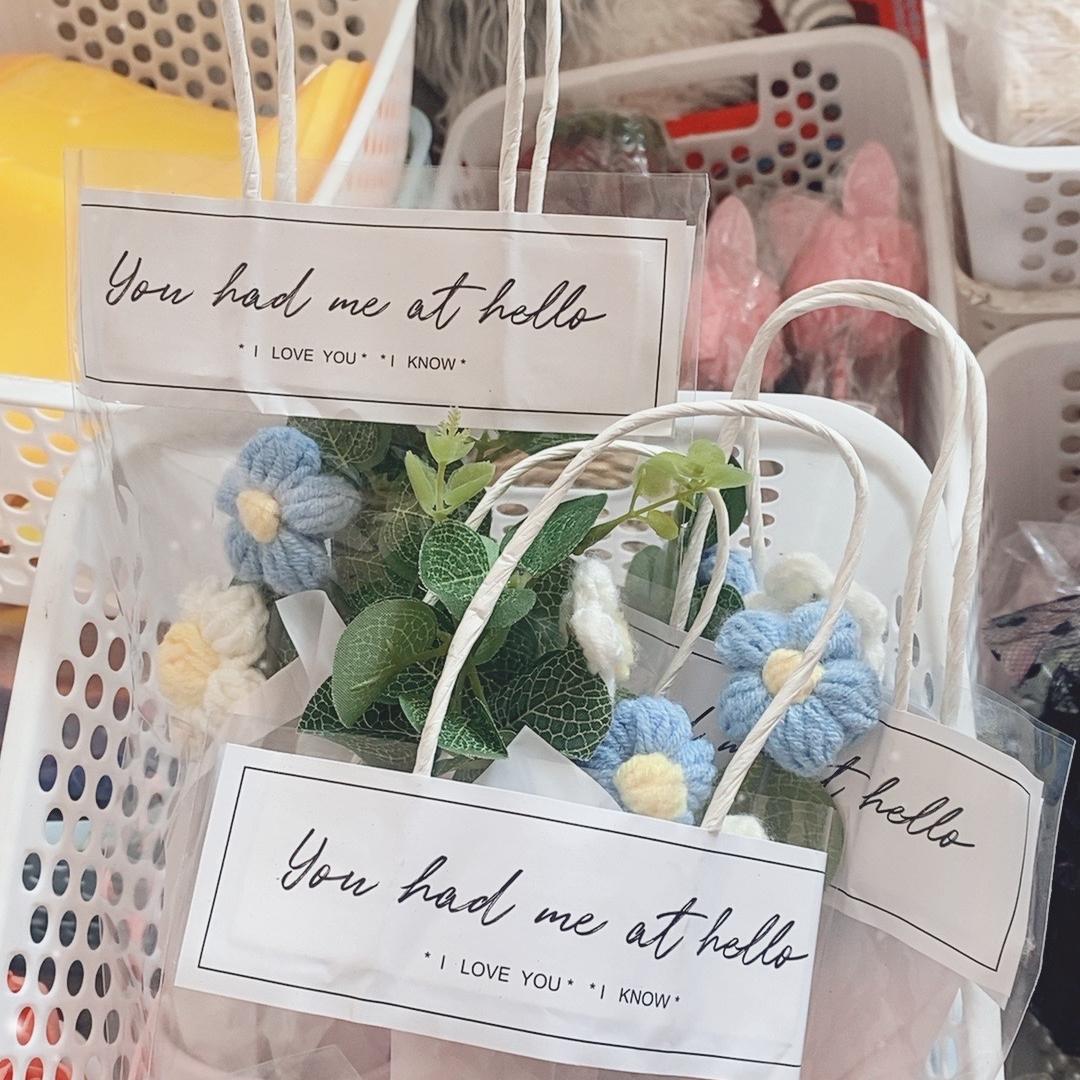 You had me at hello
* I LOVE YOU * * I KNOW *
You had me at hello
* I LOVE YOU * * I KNOW *
hello